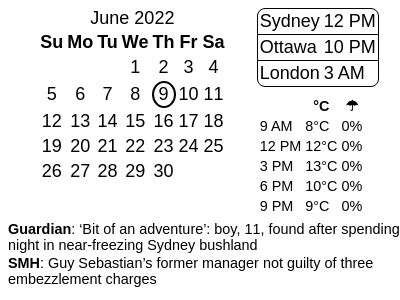 June 2022
Su Mo Tu We Th Fr Sa
1 2 3 4
5 6 7 8 9 10 11
12 13 14 15 16 17 18
19 20 21 22 23 24 25
26 27 28 29 30
Sydney 12 PM
Ottawa 10 PM
London 3 AM
°C ☂
9 AM 8°C 0%
12 PM 12°C 0%
3 PM 13°C 0%
6 PM 10°C 0%
9 PM 9°C 0%
Guardian: ‘Bit of an adventure’: boy, 11, found after spending
night in near-freezing Sydney bushland
SMH: Guy Sebastian’s former manager not guilty of three
embezzlement charges